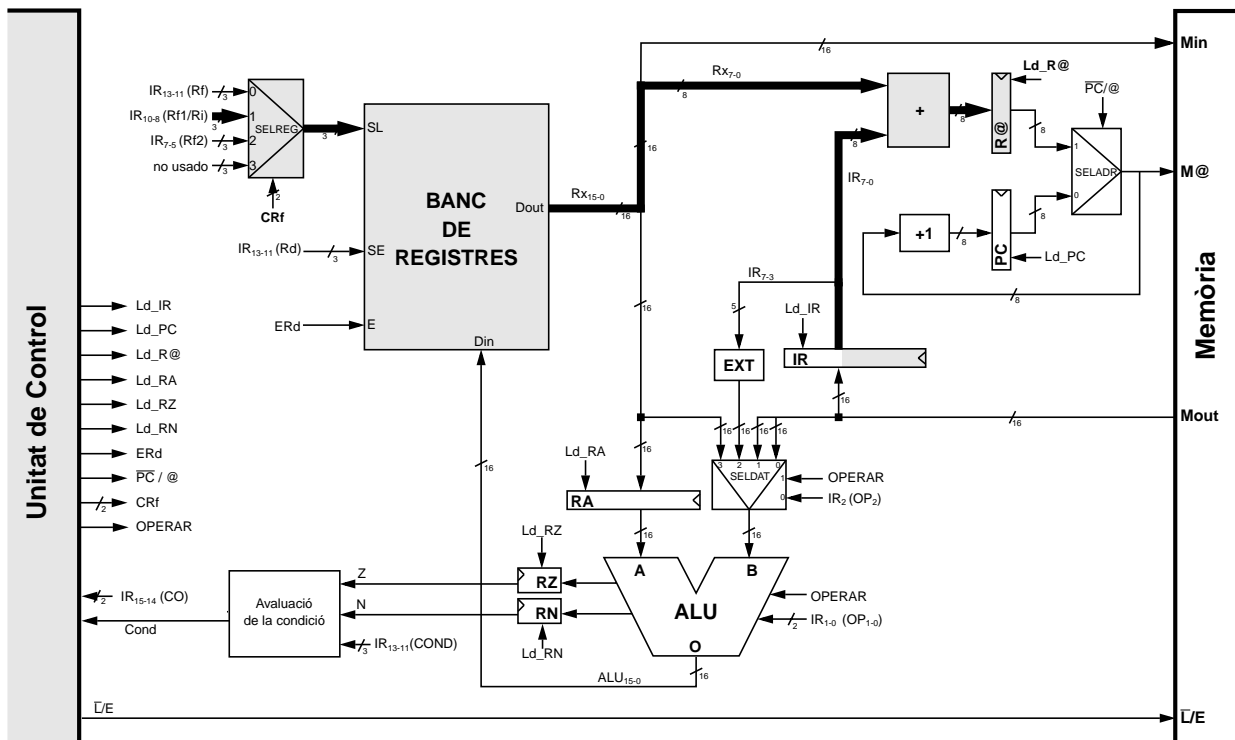 Unitat de Control
Memòria
Min
16
IR13-11 (Rf)
3
0
IR10-8 (Rf1/Ri)
3
1
SELREG
3
IR7-5 (Rf2)
3
2
no usado
3
3
2
CRf
SL
BANC
DE
REGISTRES
Dout
Rx15-0
16
IR13-11 (Rd)
3
SE
ERd
E
Din
16
Rx7-0
8
16
+
8
8
IR7-0
Ld_R@
R@
8
PC/@
1
SELADR
0
M@
+1
8
PC
8
Ld_PC
8
IR7-3
5
EXT
16
Ld_IR
IR
16
16
Mout
16
16
16
16
16
16
3
2
1
0
SELDAT
1
OPERAR
0
IR2 (OP2)
Ld_RA
RA
16
16
A
B
ALU
O
OPERAR
2
IR1-0 (OP1-0)
Ld_RZ
RZ
RN
Ld_RN
Z
N
Avaluació
de la condició
3
IR13-11(COND)
ALU15-0
16
Ld_IR
Ld_PC
Ld_R@
Ld_RA
Ld_RZ
Ld_RN
ERd
PC / @
2
CRf
OPERAR
2
IR15-14 (CO)
Cond
L/E
L/E